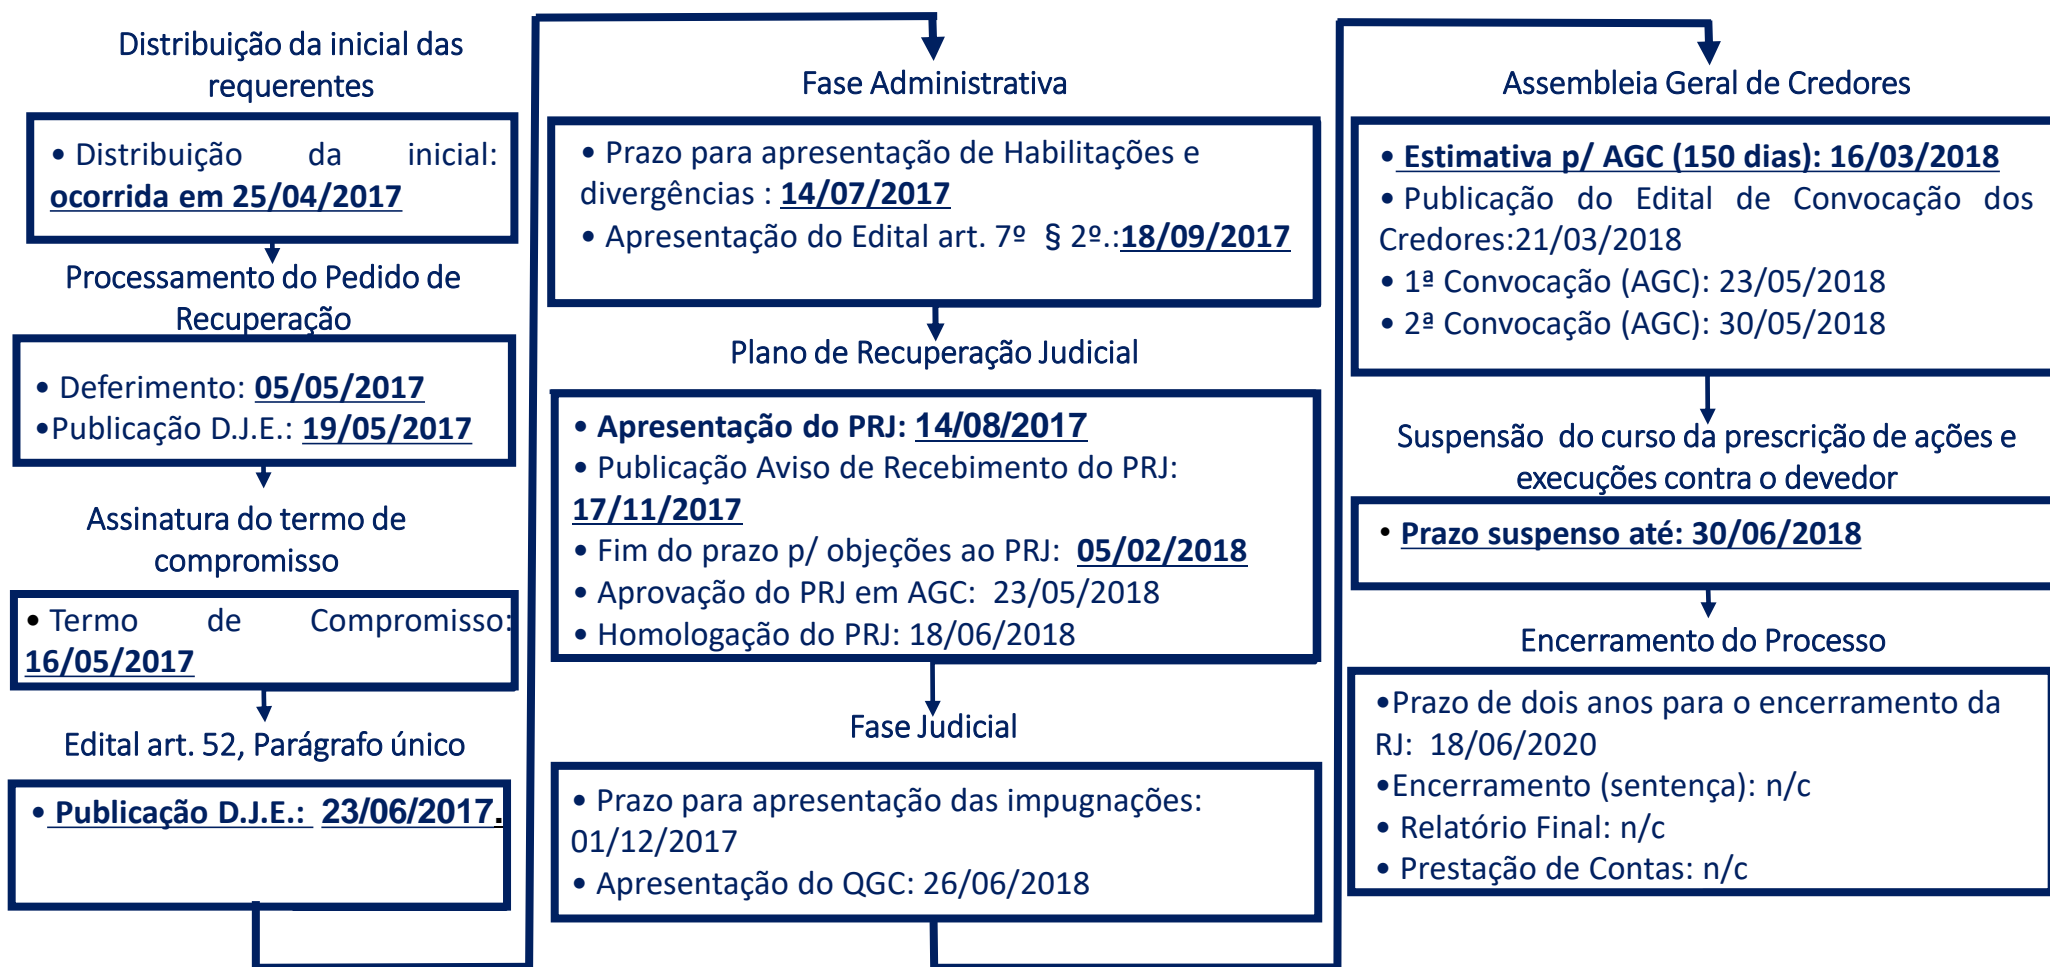 Distribuição da inicial das
requerentes
• Distribuição da inicial:
ocorrida em 25/04/2017
Processamento do Pedido de
Recuperação
• Deferimento: 05/05/2017
•Publicação D.J.E.: 19/05/2017
Assinatura do termo de
compromisso
• Termo de Compromisso:
16/05/2017
Edital art. 52, Parágrafo único
• Publicação D.J.E.: 23/06/2017.
Fase Administrativa
• Prazo para apresentação de Habilitações e
divergências : 14/07/2017
• Apresentação do Edital art. 7º § 2º.:18/09/2017
Plano de Recuperação Judicial
• Apresentação do PRJ: 14/08/2017
• Publicação Aviso de Recebimento do PRJ:
17/11/2017
• Fim do prazo p/ objeções ao PRJ: 05/02/2018
• Aprovação do PRJ em AGC: 23/05/2018
• Homologação do PRJ: 18/06/2018
Fase Judicial
• Prazo para apresentação das impugnações:
01/12/2017
• Apresentação do QGC: 26/06/2018
Assembleia Geral de Credores
• Estimativa p/ AGC (150 dias): 16/03/2018
• Publicação do Edital de Convocação dos
Credores:21/03/2018
• 1ª Convocação (AGC): 23/05/2018
• 2ª Convocação (AGC): 30/05/2018
Suspensão do curso da prescrição de ações e
execuções contra o devedor
• Prazo suspenso até: 30/06/2018
Encerramento do Processo
•Prazo de dois anos para o encerramento da
RJ: 18/06/2020
•Encerramento (sentença): n/c
• Relatório Final: n/c
• Prestação de Contas: n/c